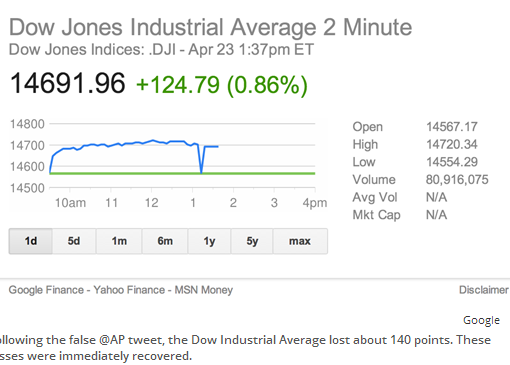 Dow Jones Industrial Average 2 Minute
Dow Jones Indices: .DJI - Apr 23 1:37pm ET
14691.96 +124.79 (0.86%)
14800
14700
14600
14500
10am 11 12 1 2 3 4pm
Open 14567.17
High 14720.34
Low 14554.29
Volume 80,916,075
Avg Vol N/A
Mkt Cap N/A
1d 5d 1m 6m 1y 5y max
Google Finance - Yahoo Finance - MSN Money Disclaimer
Google
ollowing the false @AP tweet, the Dow Industrial Average lost about 140 points. These
sses were immediately recovered.